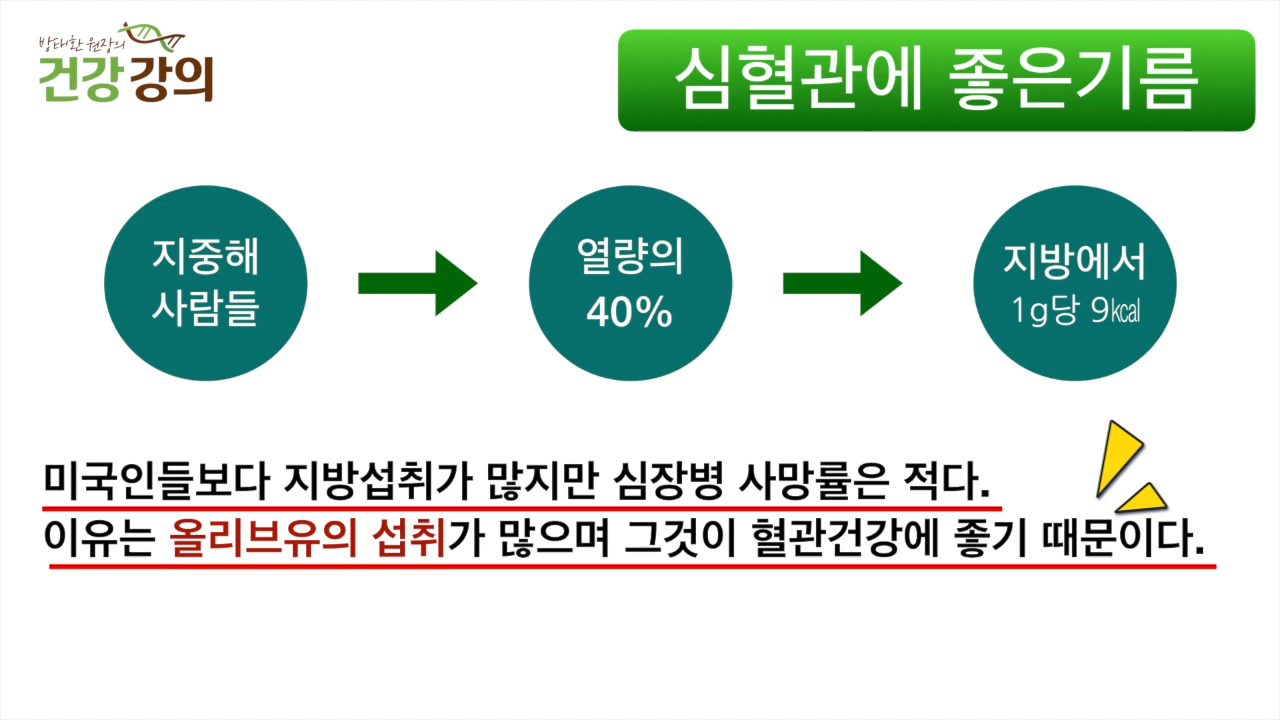 방태환 원장의
건강 강의
심혈관에 좋은기름
지중해
사람들
열량의
40%
지방에서
1g당 9㎉
미국인들보다 지방섭취가 많지만 심장병 사망률은 적다.
이유는 올리브유의 섭취가 많으며 그것이 혈관건강에 좋기 때문이다.